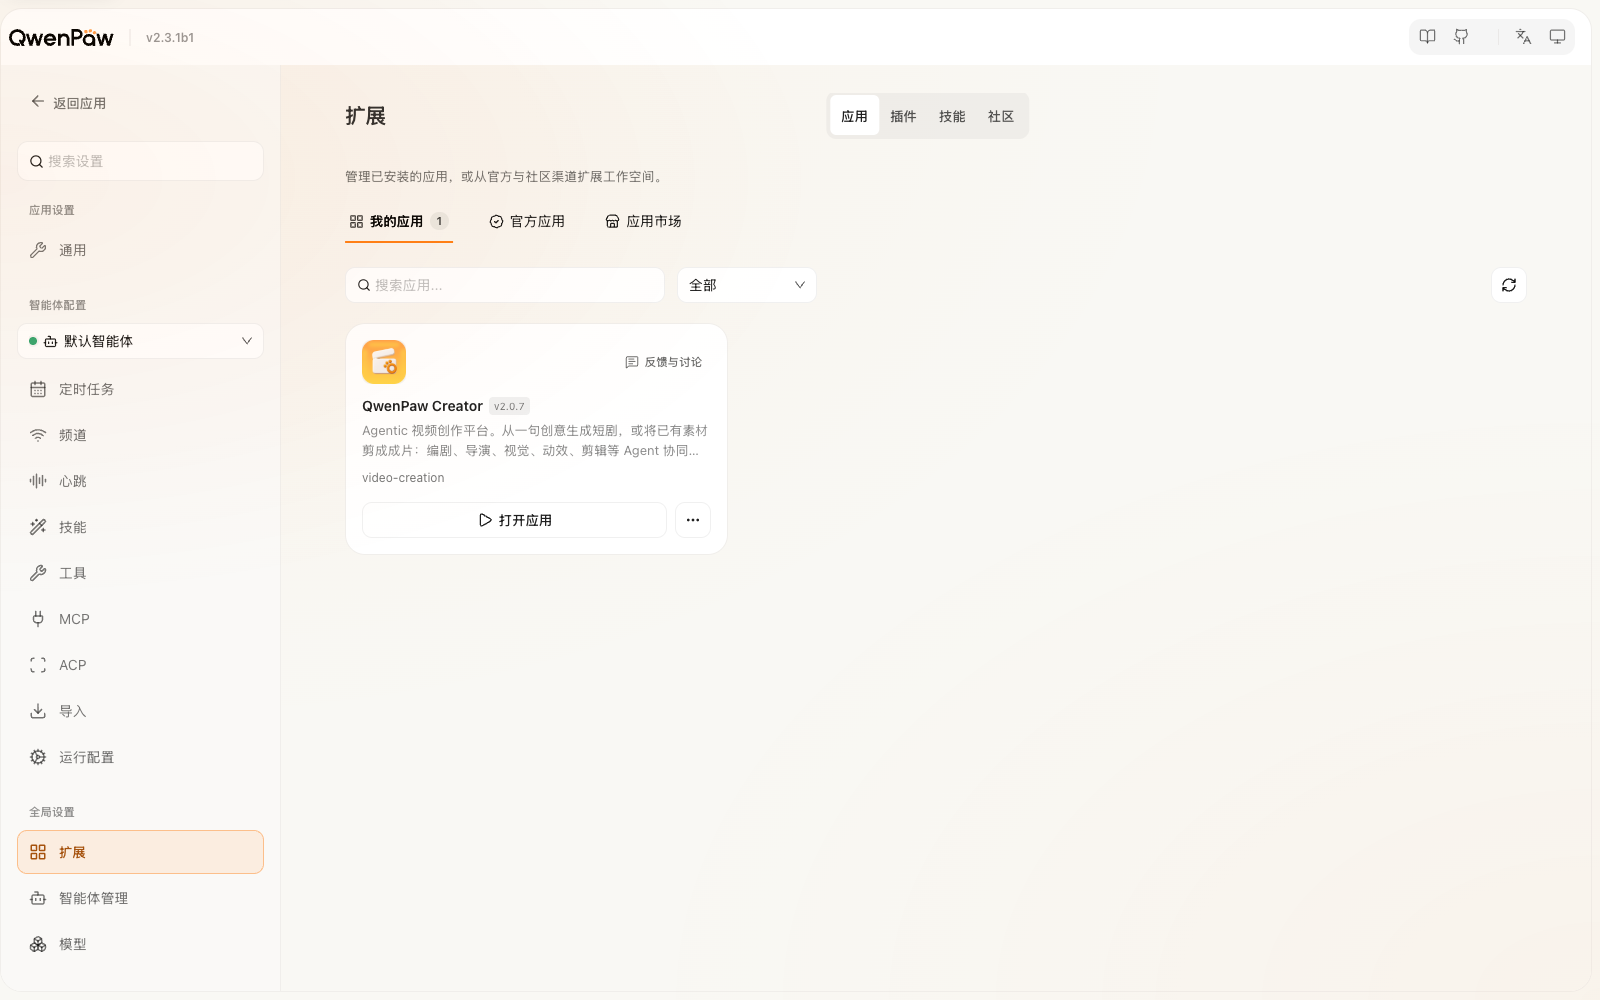 QwenPaw
v2.3.1b1
返回应用
搜索设置
应用设置
通用
智能体配置
默认智能体
定时任务
频道
心跳
技能
工具
MCP
ACP
导入
运行配置
全局设置
扩展
智能体管理
模型
扩展
应用 插件 技能 社区
管理已安装的应用，或从官方与社区渠道扩展工作空间。
我的应用 1 官方应用 应用市场
搜索应用...
全部
反馈与讨论
QwenPaw Creator v2.0.7
Agentic 视频创作平台。从一句创意生成短剧，或将已有素材
剪成成片：编剧、导演、视觉、动效、剪辑等 Agent 协同...
video-creation
打开应用